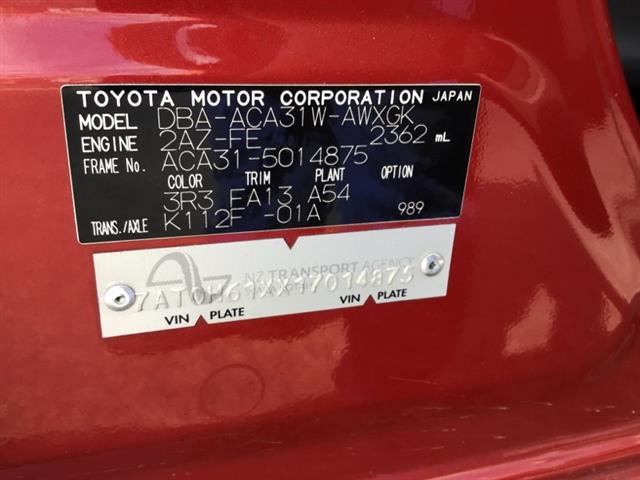 TOYOTA MOTOR CORPORATION JAPAN
MODEL DBA-ACA31W-AWXGK
ENGINE 2AZ-FE 2362 mL
FRAME No. ACA31-5014875
COLOR TRIM PLANT OPTION
3R3 FA13 A54
TRANS./AXLE K112F -01A 989
NZ TRANSPORT AGENCY
7AT0H61XX17014875
VIN PLATE VIN PLATE